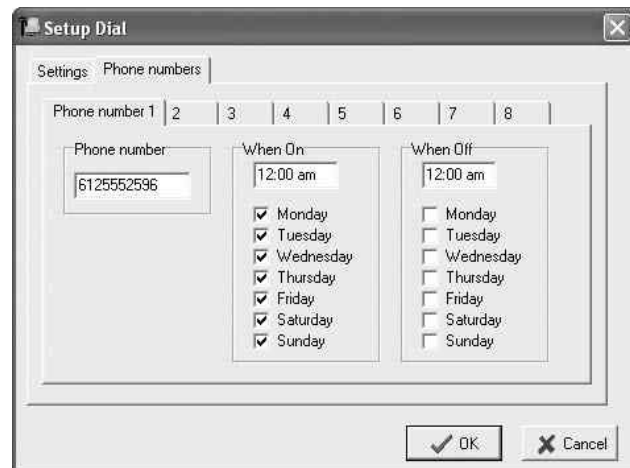 Setup Dial
Settings Phone numbers
Phone number 1 2 3 4 5 6 7 8
Phone number
6125552596
When On
12:00 am
Monday
Tuesday
Wednesday
Thursday
Friday
Saturday
Sunday
When Off
12:00 am
Monday
Tuesday
Wednesday
Thursday
Friday
Saturday
Sunday
OK Cancel